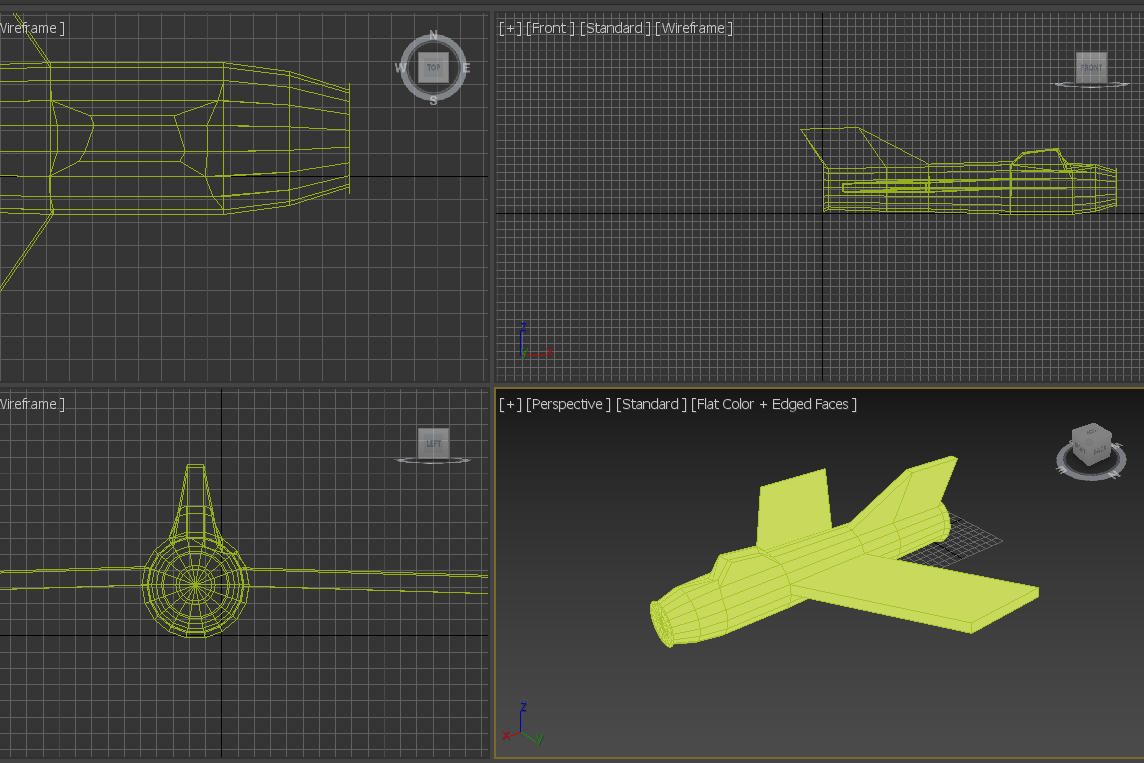 Wireframe ]
N
W TOP E
S
[+] [Front ] [Standard ] [Wireframe ]
FRONT
z
x
Wireframe ]
LEFT
[+] [Perspective ] [Standard ] [Flat Color + Edged Faces ]
N
z
x y